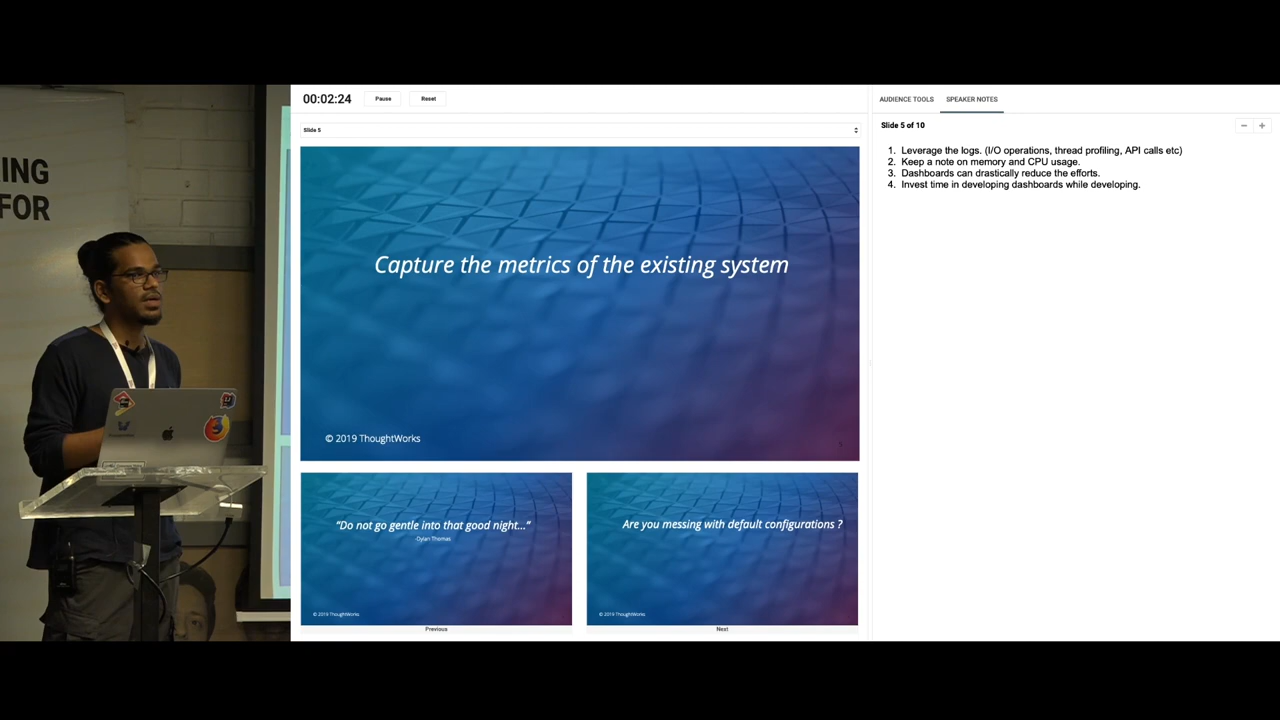 ING
FOR
00:02:24
Pause
Reset
Slide 5
Capture the metrics of the existing system
© 2019 ThoughtWorks
"Do not go gentle into that good night..."
-Dylan Thomas
© 2019 ThoughtWorks
Previous
Are you messing with default configurations ?
© 2019 ThoughtWorks
Next
AUDIENCE TOOLS
SPEAKER NOTES
Slide 5 of 10
1. Leverage the logs. (I/O operations, thread profiling, API calls etc)
2. Keep a note on memory and CPU usage.
3. Dashboards can drastically reduce the efforts.
4. Invest time in developing dashboards while developing.